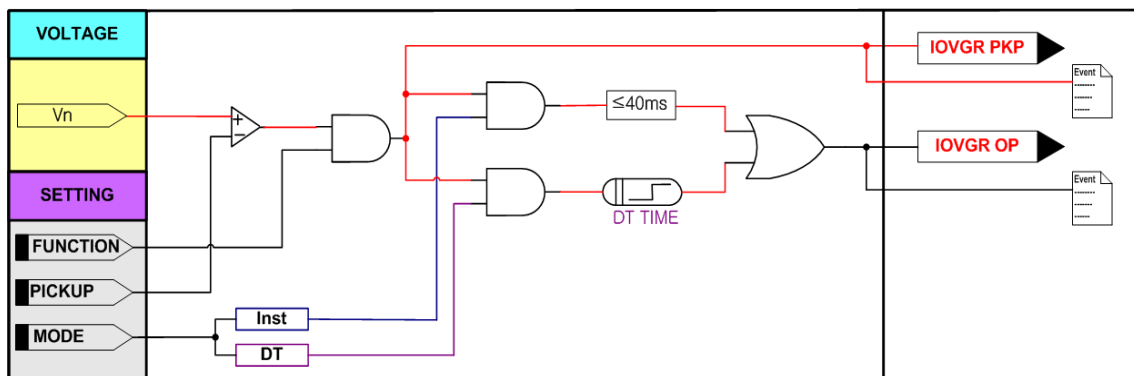 VOLTAGE
Vn
SETTING
FUNCTION
PICKUP
MODE
Inst
DT
≤40ms
DT TIME
IOVGR PKP
Event
IOVGR OP
Event